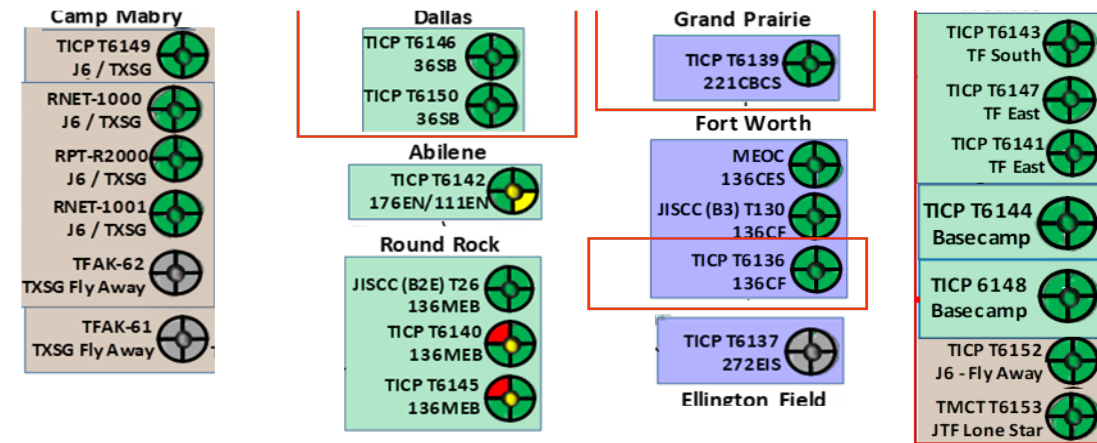 Camp Mabry
TICP T6149
J6 / TXSG
RNET-1000
J6 / TXSG
RPT-R2000
J6 / TXSG
RNET-1001
J6 / TXSG
TFAK-62
TXSG Fly Away
TFAK-61
TXSG Fly Away
Dallas
TICP T6146
36SB
TICP T6150
36SB
Abilene
TICP T6142
176EN/111EN
Round Rock
JISCC (B2E) T26
136MEB
TICP T6140
136MEB
TICP T6145
136MEB
Grand Prairie
TICP T6139
221CBCS
Fort Worth
MEOC
136CES
JISCC (B3) T130
136CF
TICP T6136
136CF
TICP T6137
272EIS
Ellington Field
TICP T6143
TF South
TICP T6147
TF East
TICP T6141
TF East
TICP T6144
Basecamp
TICP 6148
Basecamp
TICP T6152
J6 - Fly Away
TMCT T6153
JTF Lone Star